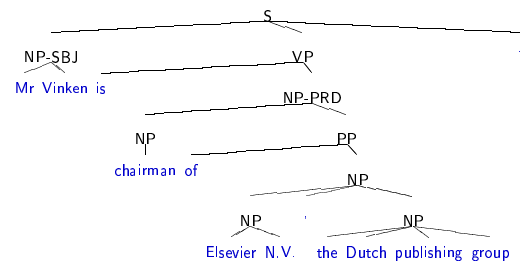 S
NP-SBJ VP
Mr Vinken is
NP-PRD
NP PP
chairman of
NP
NP , NP
Elsevier N.V. the Dutch publishing group